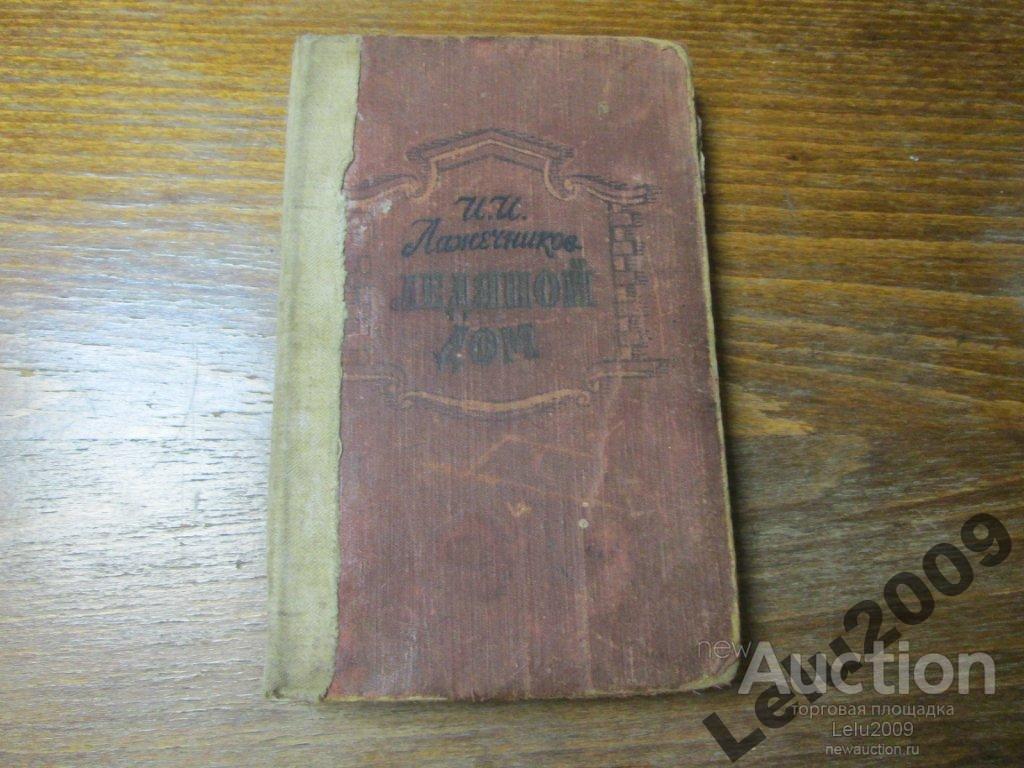 И.И.
Лажечников
ЛЕДЯНОЙ
ДОМ
Lelu2009
newAuction
торговая площадка
Lelu2009
newauction.ru